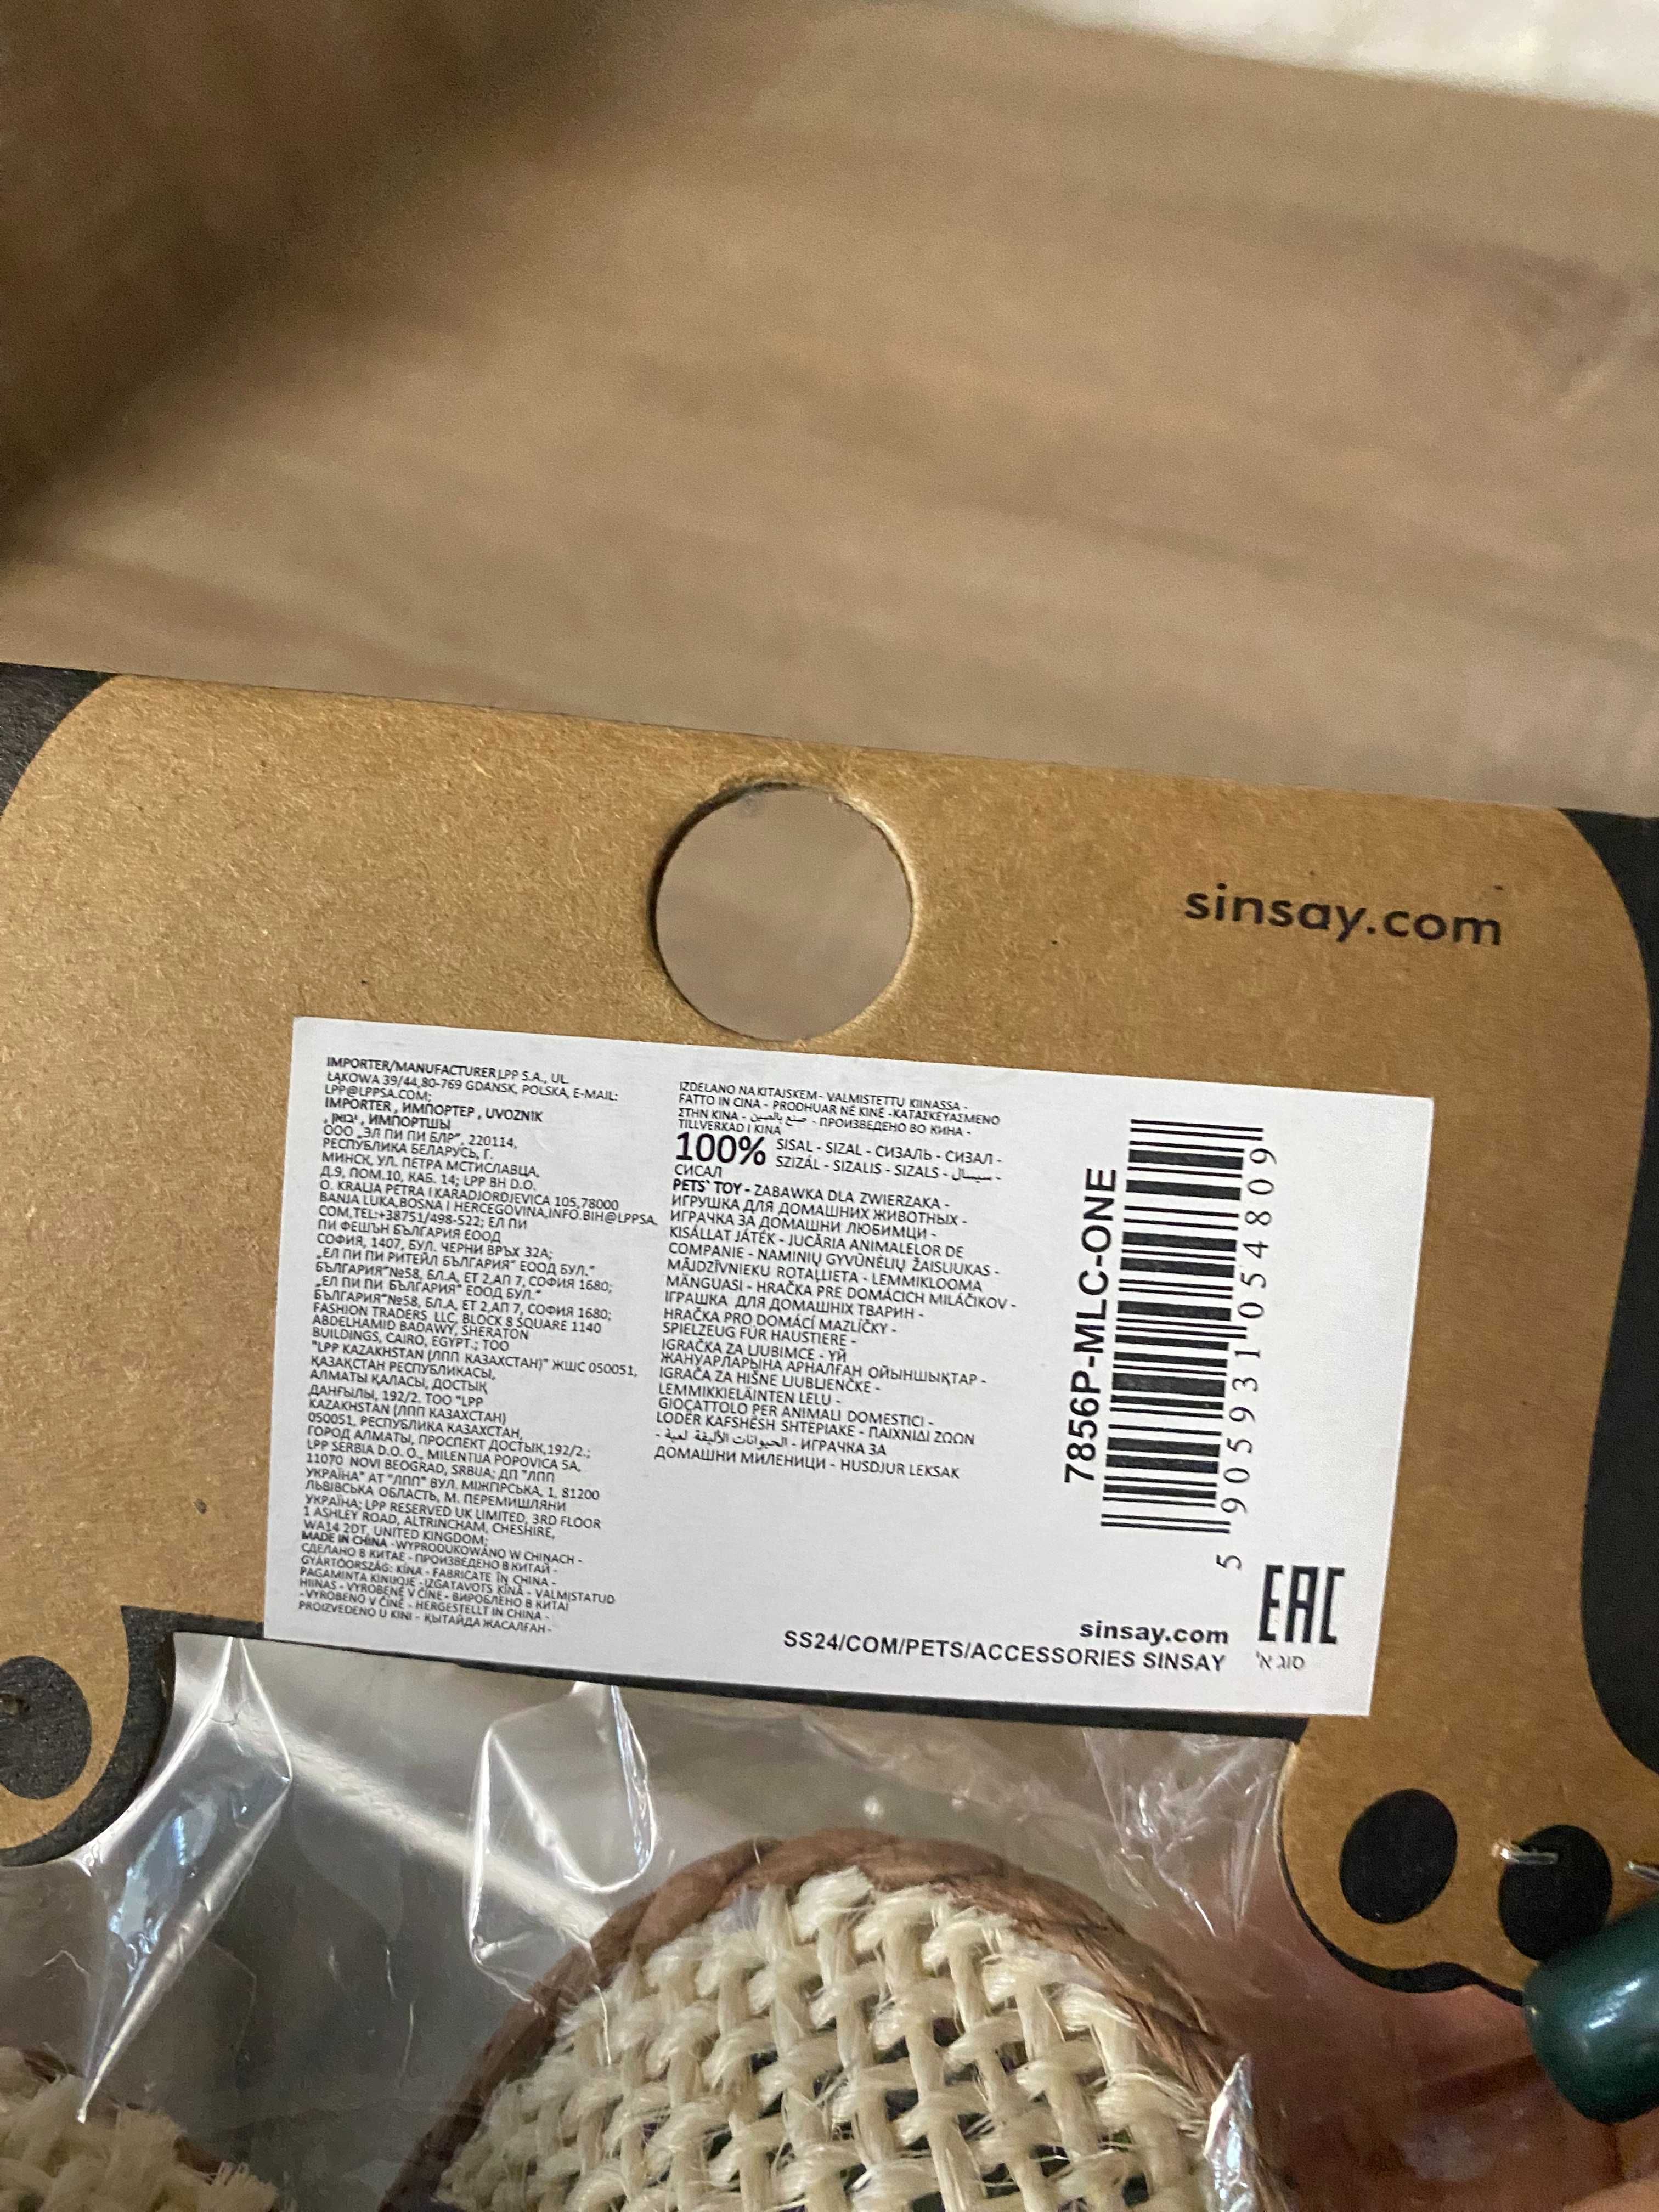 sinsay.com
IMPORTER/MANUFACTURER LPP S.A., UL.
ŁĄKOWA 39/44,80-769 GDANSK, POLSKA, E-MAIL:
LPP@LPPSA.COM;
IMPORTER , ИМПОРТЕР , UVOZNIK
, יבואן , ИМПОРТШЫ
ООО „ЭЛ ПИ ПИ БЛР", 220114,
РЕСПУБЛИКА БЕЛАРУСЬ, Г.
МИНСК, УЛ. ПЕТРА МСТИСЛАВЦА,
Д.9, ПОМ.10, КАБ. 14; LPP BH D.O.
O. KRALJA PETRA I KARADJORDJEVICA 105,78000
BANJA LUKA,BOSNA I HERCEGOVINA,INFO.BIH@LPPSA.
COM,TEL:+38751/498-522; ЕЛ ПИ
ПИ ФЕШЪН БЪЛГАРИЯ ЕООД
СОФИЯ, 1407, БУЛ. ЧЕРНИ ВРЪХ 32А;
„ЕЛ ПИ ПИ РИТЕЙЛ БЪЛГАРИЯ" ЕООД БУЛ."
БЪЛГАРИЯ"№58, БЛ.А, ЕТ 2,АП 7, СОФИЯ 1680;
„ЕЛ ПИ ПИ БЪЛГАРИЯ" ЕООД БУЛ."
БЪЛГАРИЯ"№58, БЛ.А, ЕТ 2,АП 7, СОФИЯ 1680;
FASHION TRADERS LLC, BLOCK 8 SQUARE 1140
ABDELHAMID BADAWY, SHERATON
BUILDINGS, CAIRO, EGYPT.; ТОО
"LPP KAZAKHSTAN (ЛПП КАЗАХСТАН)" ЖШС 050051,
ҚАЗАҚСТАН РЕСПУБЛИКАСЫ,
АЛМАТЫ ҚАЛАСЫ, ДОСТЫҚ
ДАНҒЫЛЫ, 192/2. ТОО "LPP
KAZAKHSTAN (ЛПП КАЗАХСТАН)
050051, РЕСПУБЛИКА КАЗАХСТАН,
ГОРОД АЛМАТЫ, ПРОСПЕКТ ДОСТЫК,192/2.;
LPP SERBIA D.O. O., MILENTIJA POPOVICA 5A,
11070 NOVI BEOGRAD, SRBIJA; ДП "ЛПП
УКРАЇНА" АТ "ЛПП" ВУЛ. МІЖГІРСЬКА, 1, 81200
ЛЬВІВСЬКА ОБЛАСТЬ, М. ПЕРЕМИШЛЯНИ
УКРАЇНА; LPP RESERVED UK LIMITED, 3RD FLOOR
1 ASHLEY ROAD, ALTRINCHAM, CHESHIRE,
WA14 2DT, UNITED KINGDOM;
MADE IN CHINA -WYPRODUKOWANO W CHINACH -
СДЕЛАНО В КИТАЕ - ПРОИЗВЕДЕНО В КИТАЙ -
GYÁRTÓORSZÁG: KÍNA - FABRICATE ÎN CHINA -
PAGAMINTA KINIJOJE -IZGATAVOTS ĶĪNĀ - VALMISTATUD
HIINAS - VYROBENÉ V ČÍNE - ВИРОБЛЕНО В КИТАЇ
-VYROBENO V ČÍNĚ - HERGESTELLT IN CHINA -
PROIZVEDENO U KINI - ҚЫТАЙДА ЖАСАЛҒАН-
IZDELANO NA KITAJSKEM - VALMISTETTU KIINASSA -
FATTO IN CINA - PRODHUAR NË KINË -ΚΑΤΑΣΚΕΥΑΣΜΕΝΟ
ΣΤΗΝ ΚΙΝΑ - صنع بالصين - ПРОИЗВЕДЕНО ВО КИНА -
TILLVERKAD I KINA
100% SISAL - SIZAL - СИЗАЛЬ - СИЗАЛ -
SZIZÁL - SIZALIS - SIZALS - سيسال -
СИСАЛ
PETS` TOY - ZABAWKA DLA ZWIERZAKA -
ИГРУШКА ДЛЯ ДОМАШНИХ ЖИВОТНЫХ -
ИГРАЧКА ЗА ДОМАШНИ ЛЮБИМЦИ -
KISÁLLAT JÁTÉK - JUCĂRIA ANIMALELOR DE
COMPANIE - NAMINIŲ GYVŪNĖLIŲ ŽAISLIUKAS -
MĀJDZĪVNIEKU ROTAĻLIETA - LEMMIKLOOMA
MÄNGUASI - HRAČKA PRE DOMÁCICH MILÁČIKOV -
ІГРАШКА ДЛЯ ДОМАШНІХ ТВАРИН -
HRAČKA PRO DOMÁCÍ MAZLÍČKY -
SPIELZEUG FÜR HAUSTIERE -
IGRAČKA ZA LJUBIMCE - ҮЙ
ЖАНУАРЛАРЫНА АРНАЛҒАН ОЙЫНШЫҚТАР -
IGRAČA ZA HIŠNE LJUBLJENČKE -
LEMMIKKIELÄINTEN LELU -
GIOCATTOLO PER ANIMALI DOMESTICI -
LODËR KAFSHËSH SHTËPIAKE - ΠΑΙΧΝΙΔΙ ΖΩΩΝ
- الحيوانات الأليفة لعبة - ИГРАЧКА ЗА
ДОМАШНИ МИЛЕНИЦИ - HUSDJUR LEKSAK
7856P-MLC-ONE
5 905931 054809
EAC
sinsay.com
SS24/COM/PETS/ACCESSORIES SINSAY
סוג א'